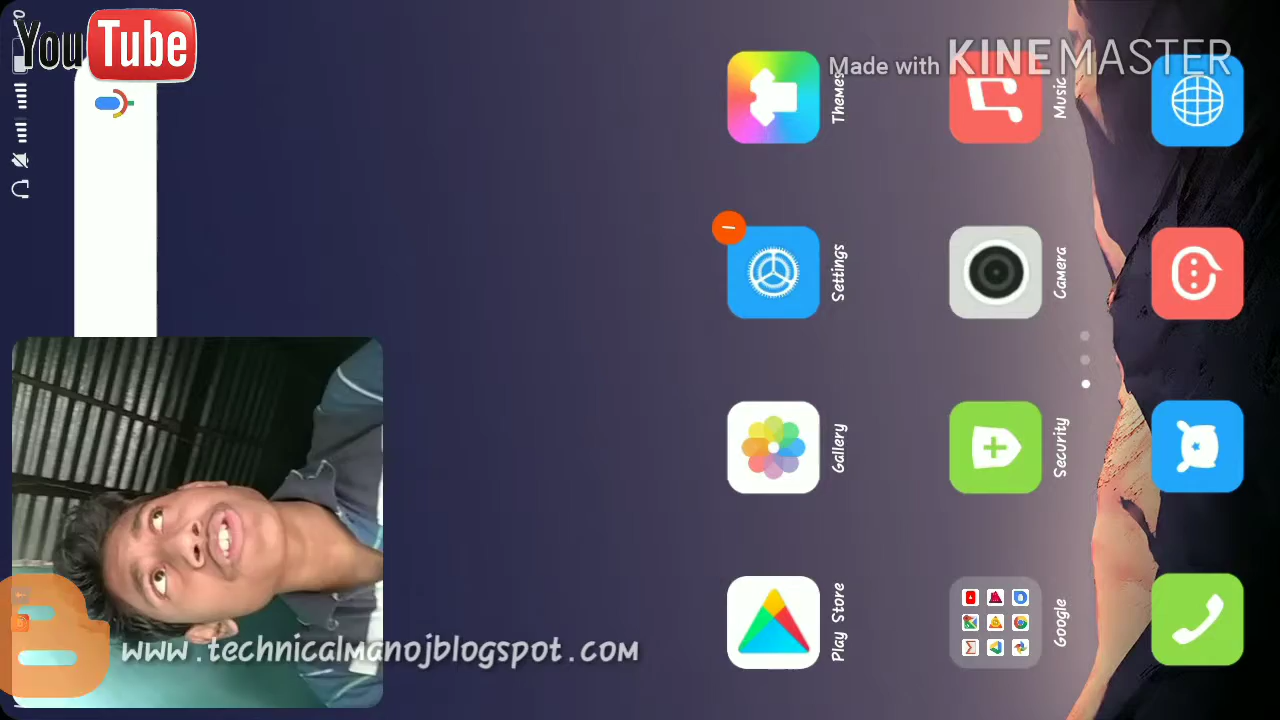 YouTube
Made with KINEMASTER
Themes
Music
Settings
Camera
Gallery
Security
Play Store
Google
www.technicalmanojblogspot.com